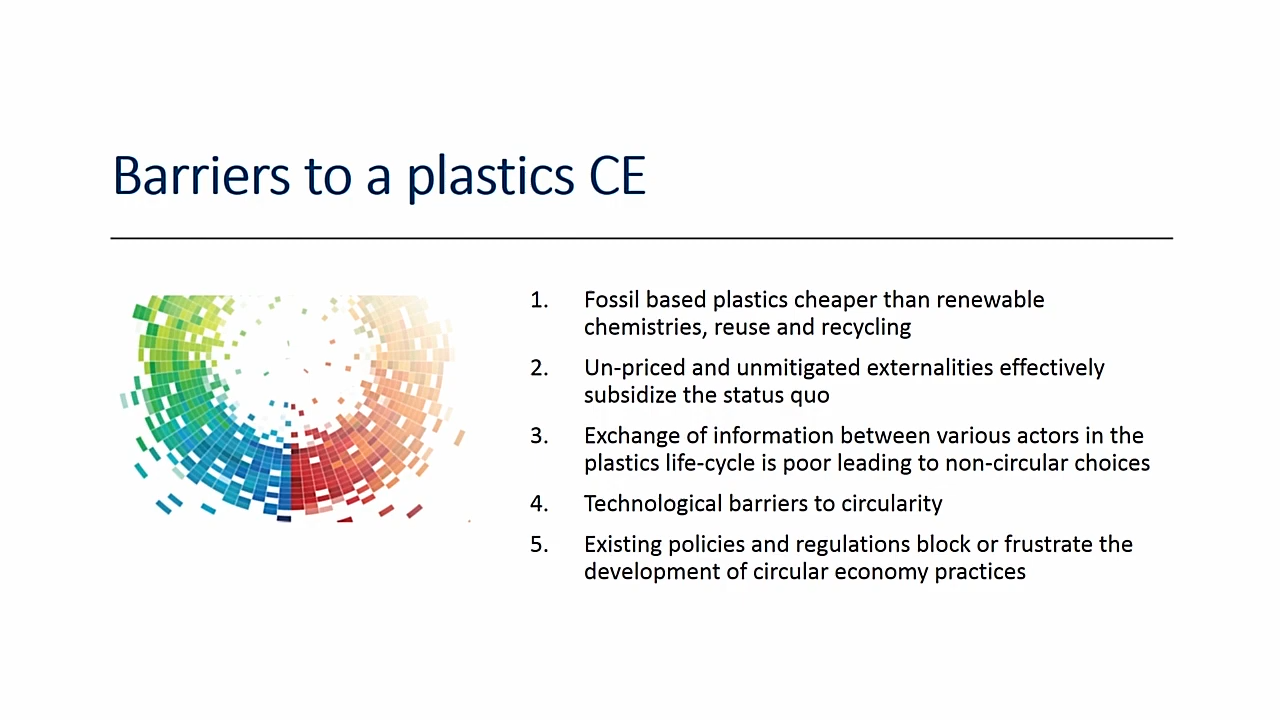 Barriers to a plastics CE
1. Fossil based plastics cheaper than renewable
chemistries, reuse and recycling
2. Un-priced and unmitigated externalities effectively
subsidize the status quo
3. Exchange of information between various actors in the
plastics life-cycle is poor leading to non-circular choices
4. Technological barriers to circularity
5. Existing policies and regulations block or frustrate the
development of circular economy practices